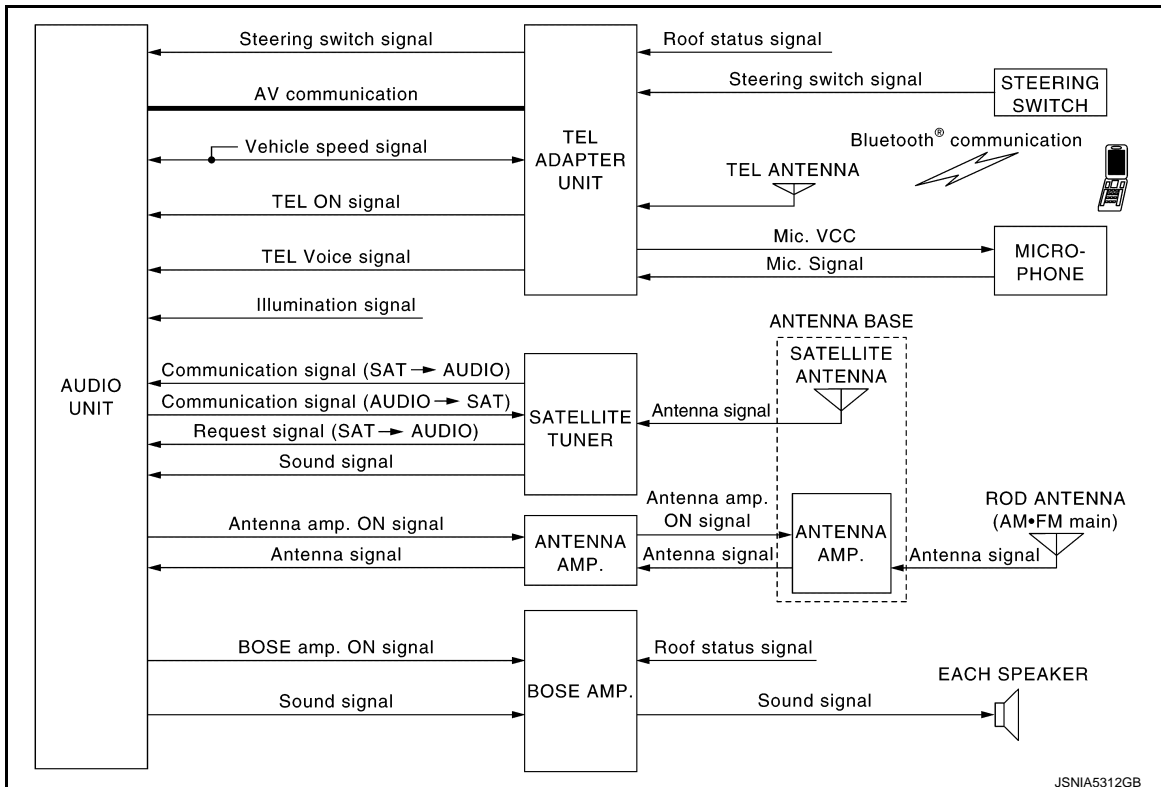 Steering switch signal
Roof status signal
Steering switch signal
STEERING
SWITCH
AV communication
TEL
ADAPTER
UNIT
Bluetooth® communication
Vehicle speed signal
TEL ANTENNA
TEL ON signal
Mic. VCC
TEL Voice signal
Mic. Signal
MICRO-
PHONE
Illumination signal
ANTENNA BASE
AUDIO
UNIT
Communication signal (SAT → AUDIO)
Communication signal (AUDIO → SAT)
Request signal (SAT → AUDIO)
Sound signal
SATELLITE
TUNER
Antenna signal
SATELLITE
ANTENNA
Antenna amp. ON signal
Antenna signal
ANTENNA
AMP.
Antenna amp.
ON signal
Antenna signal
ANTENNA
AMP.
ROD ANTENNA
(AM•FM main)
Antenna signal
BOSE amp. ON signal
Roof status signal
BOSE AMP.
EACH SPEAKER
Sound signal
Sound signal
JSNIA5312GB